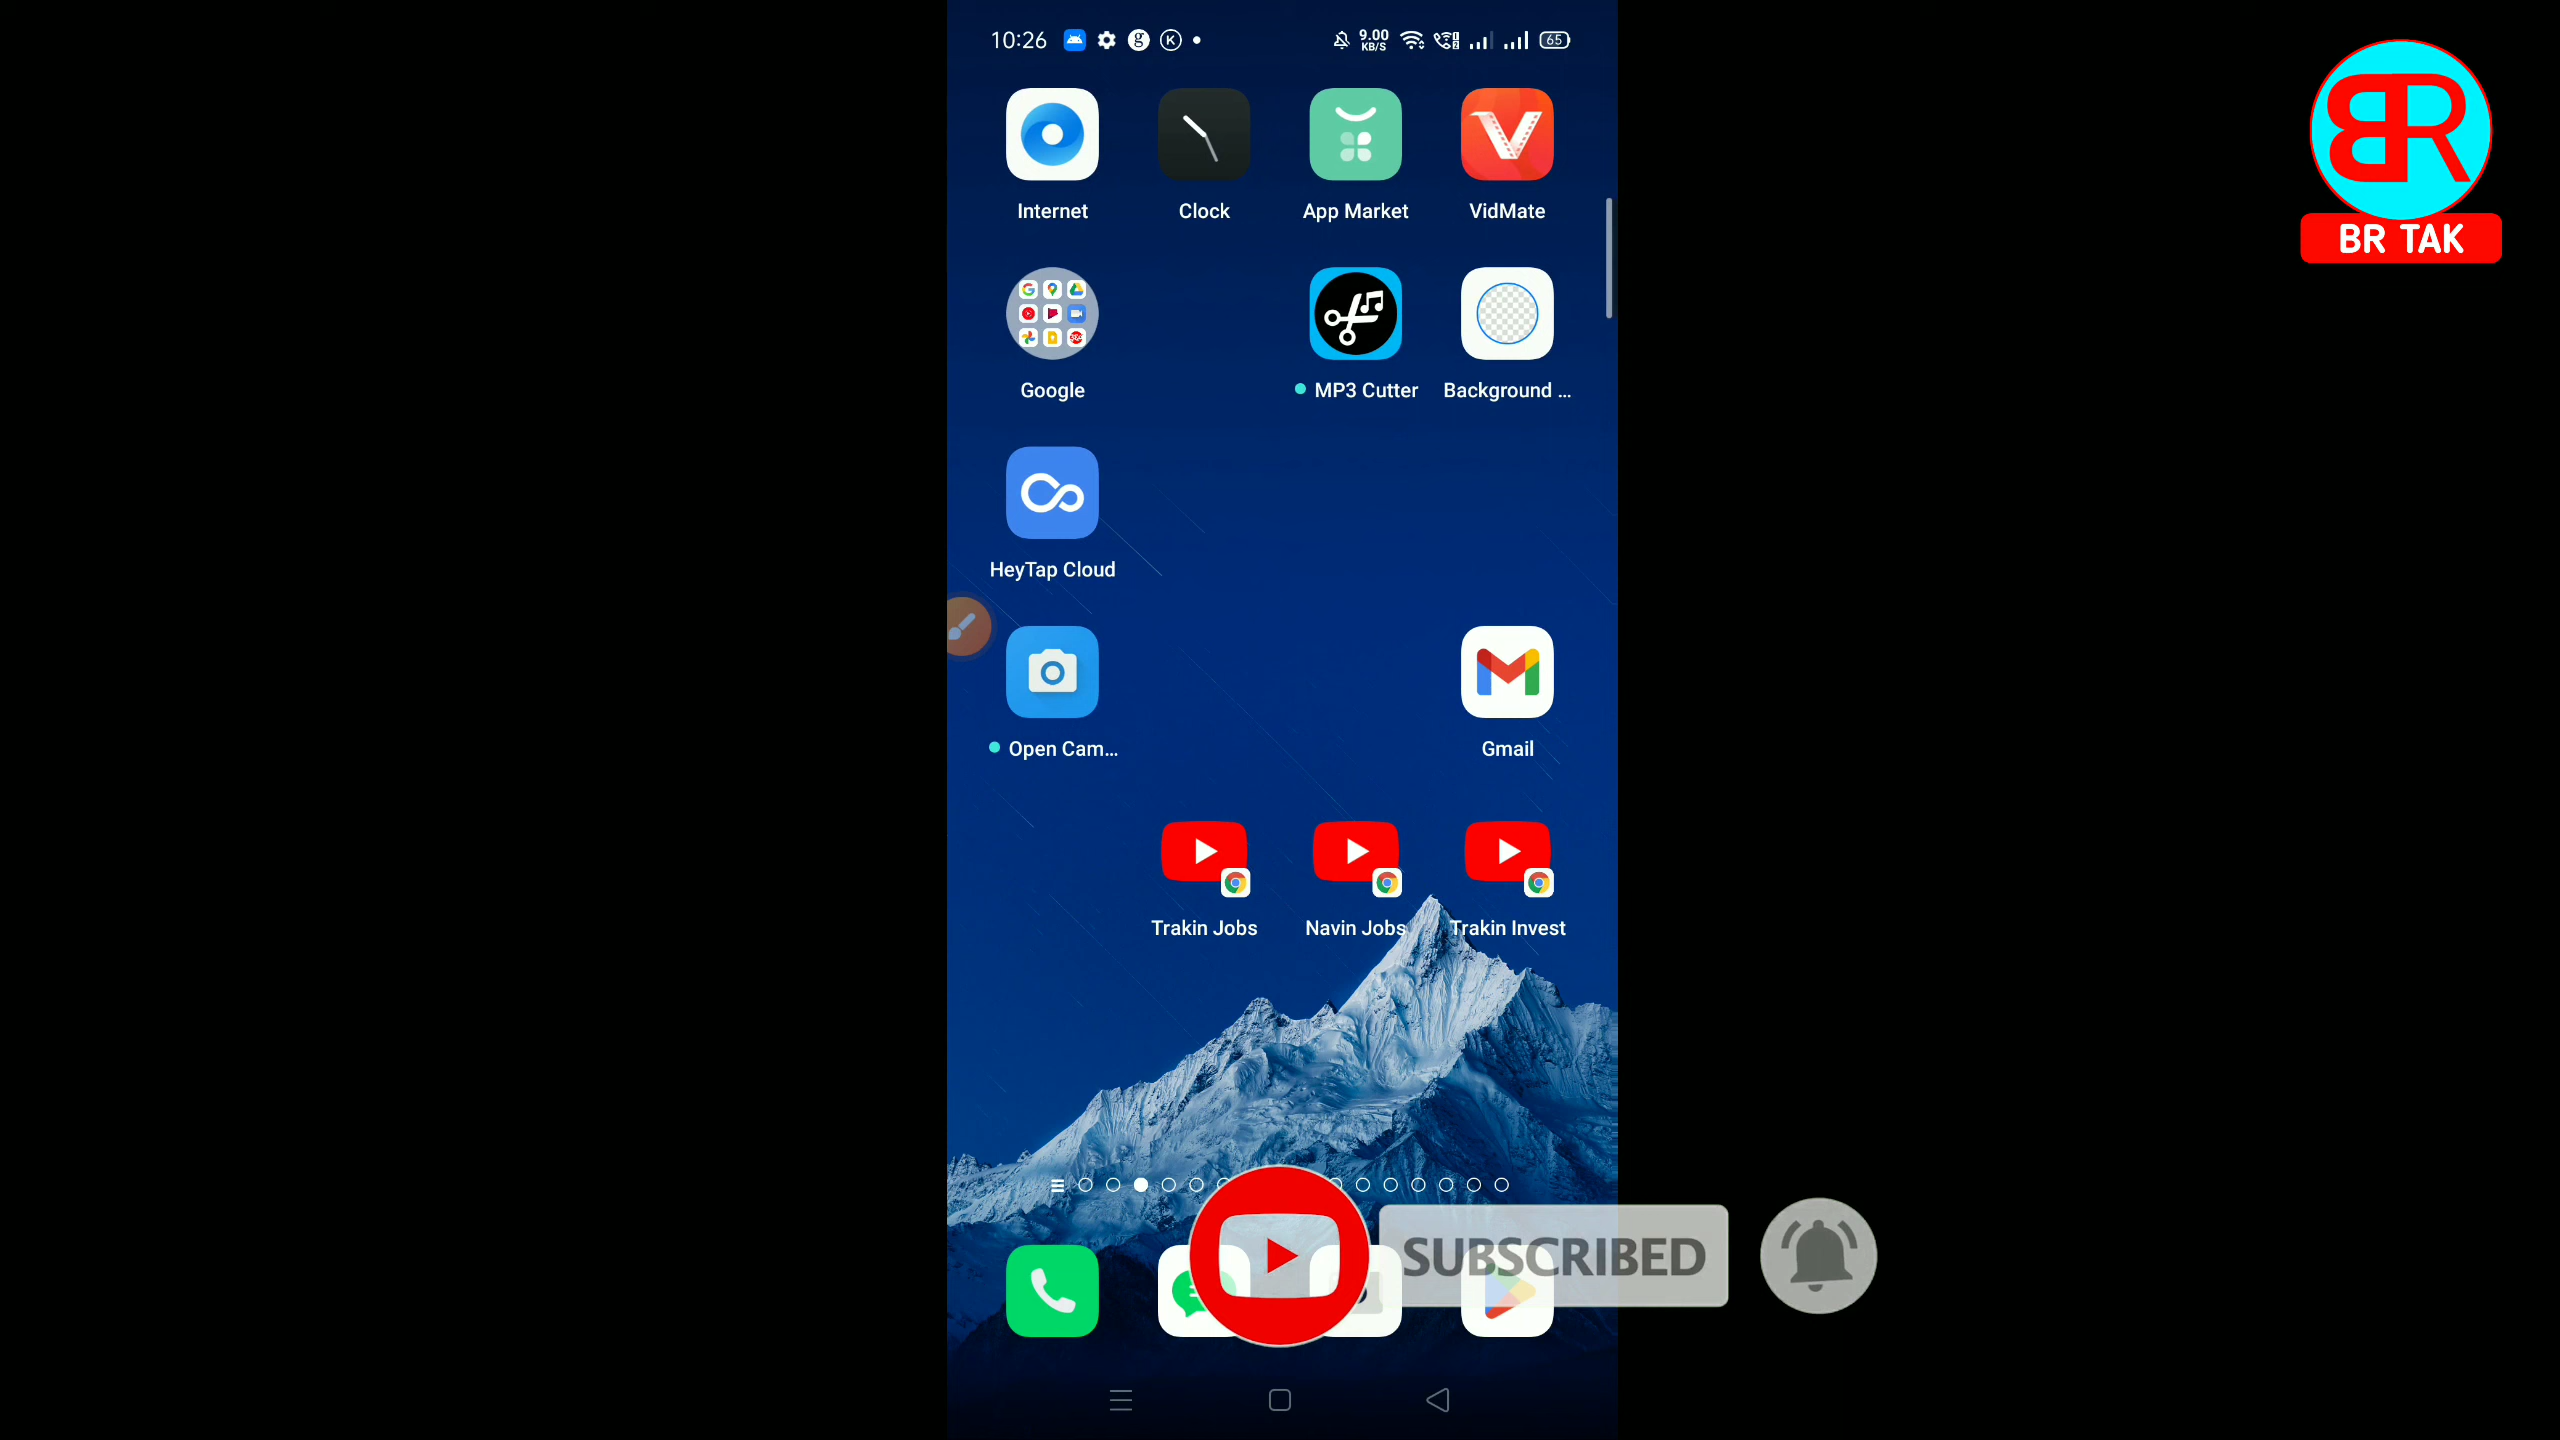 10:26 g K 9.00 KB/S 65
BR
BR TAK
Internet Clock App Market VidMate
Google MP3 Cutter Background ...
HeyTap Cloud
Open Cam... Gmail
Trakin Jobs Navin Jobs Trakin Invest
SUBSCRIBED